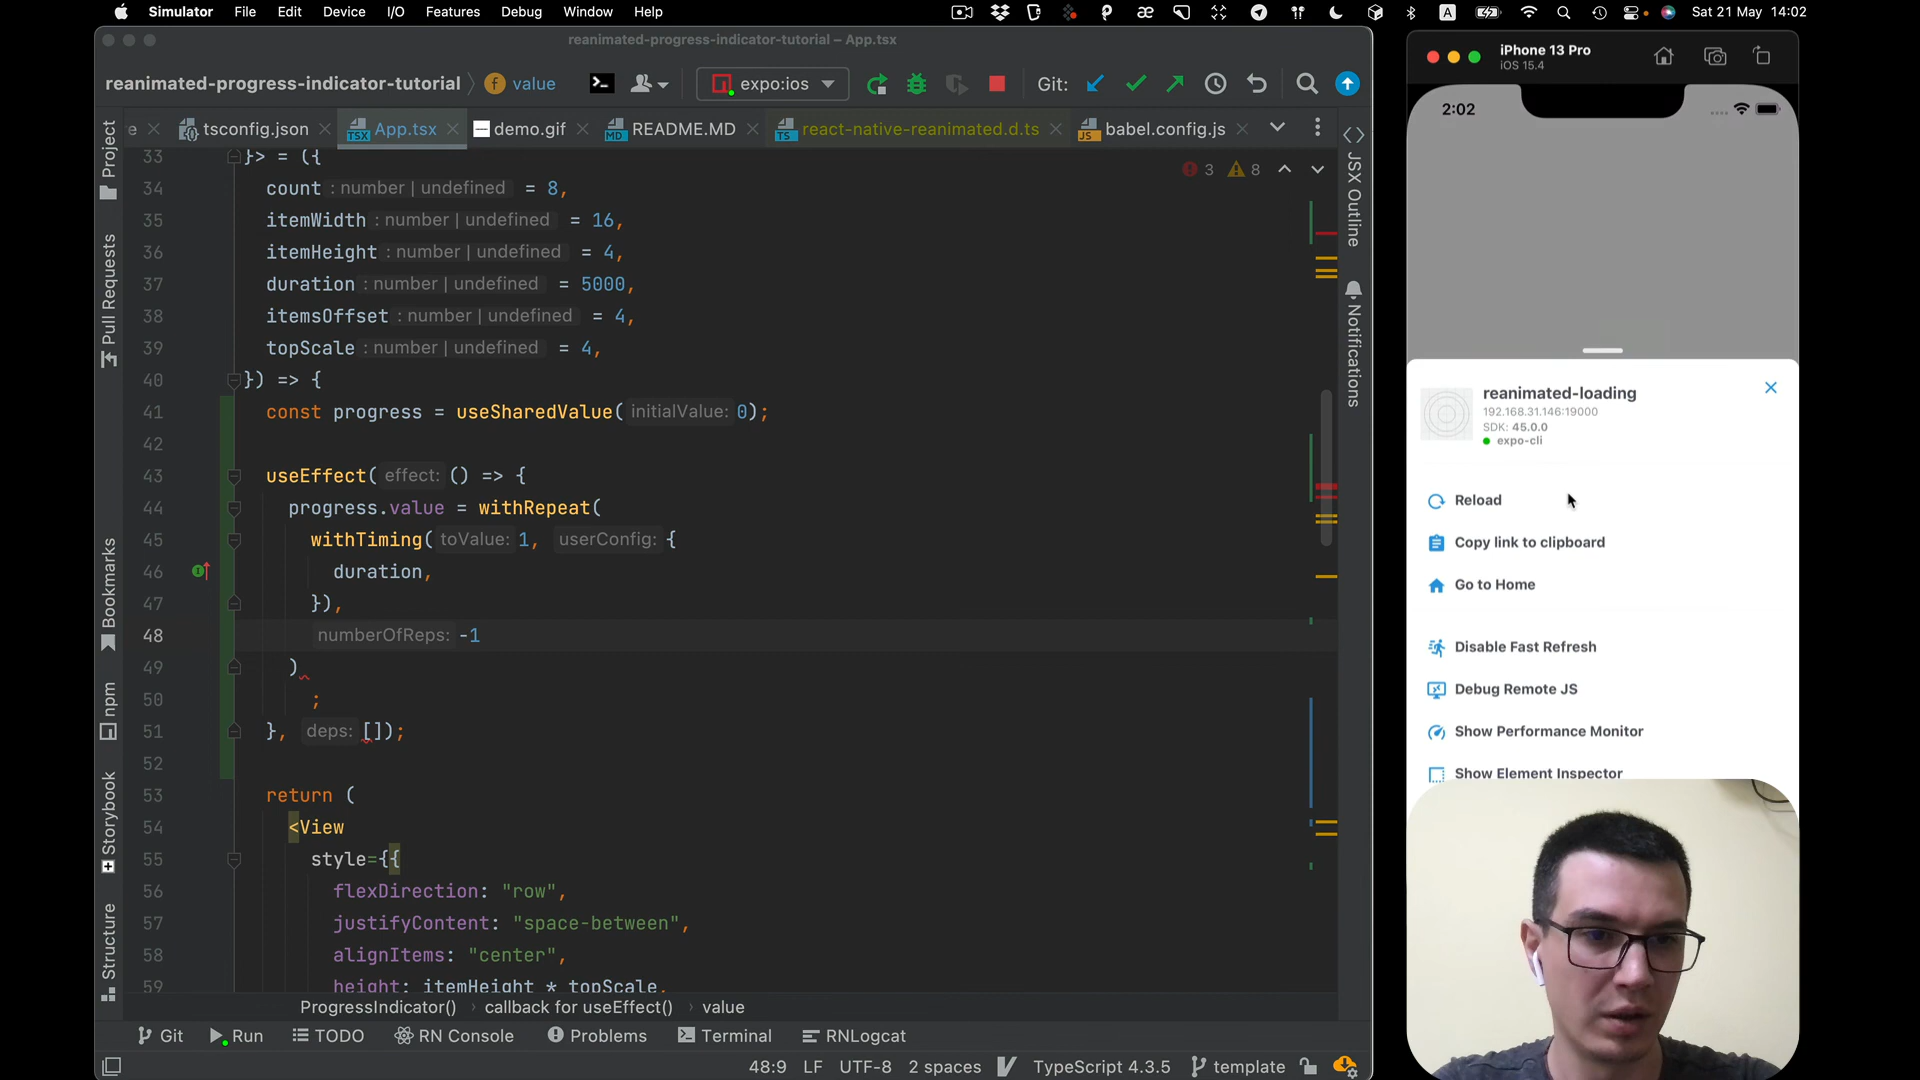 Simulator File Edit Device I/O Features Debug Window Help
A Sat 21 May 14:02
reanimated-progress-indicator-tutorial – App.tsx
reanimated-progress-indicator-tutorial value expo:ios Git:
e tsconfig.json App.tsx demo.gif README.MD react-native-reanimated.d.ts babel.config.js
3 8
33 }> = ({
34 count : number | undefined = 8,
35 itemWidth : number | undefined = 16,
36 itemHeight : number | undefined = 4,
37 duration : number | undefined = 5000,
38 itemsOffset : number | undefined = 4,
39 topScale : number | undefined = 4,
40 }) => {
41 const progress = useSharedValue( initialValue: 0);
42
43 useEffect( effect: () => {
44 progress.value = withRepeat(
45 withTiming( toValue: 1, userConfig: {
46 duration,
47 }),
48 numberOfReps: -1
49 )
50 ;
51 }, deps: []);
52
53 return (
54 <View
55 style={{
56 flexDirection: "row",
57 justifyContent: "space-between",
58 alignItems: "center",
59 height: itemHeight * topScale,
ProgressIndicator() callback for useEffect() value
Git Run TODO RN Console Problems Terminal RNLogcat
48:9 LF UTF-8 2 spaces TypeScript 4.3.5 template
Project
Pull Requests
Bookmarks
npm
Storybook
Structure
JSX Outline
Notifications
iPhone 13 Pro
iOS 15.4
2:02
reanimated-loading
192.168.31.146:19000
SDK: 45.0.0
expo-cli
Reload
Copy link to clipboard
Go to Home
Disable Fast Refresh
Debug Remote JS
Show Performance Monitor
Show Element Inspector